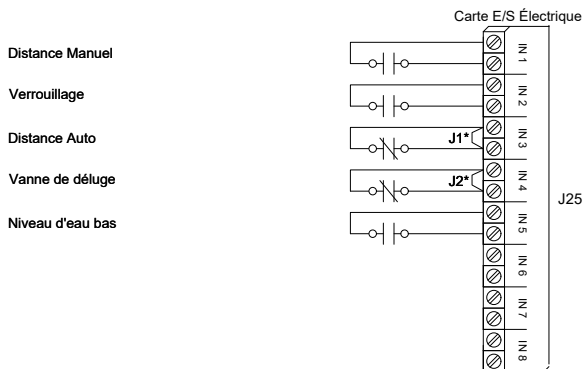 Carte E/S Électrique
Distance Manuel
IN 1
Verrouillage
IN 2
Distance Auto
J1*
IN 3
Vanne de déluge
J2*
IN 4
J25
Niveau d'eau bas
IN 5
IN 6
IN 7
IN 8